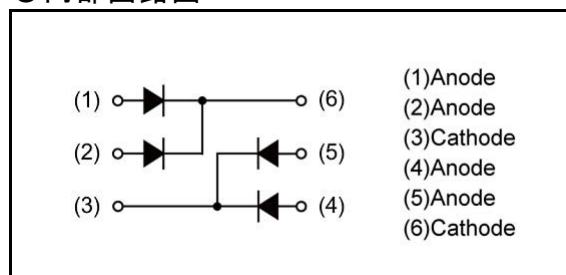 (1) (6)
(2) (5)
(3) (4)
(1)Anode
(2)Anode
(3)Cathode
(4)Anode
(5)Anode
(6)Cathode